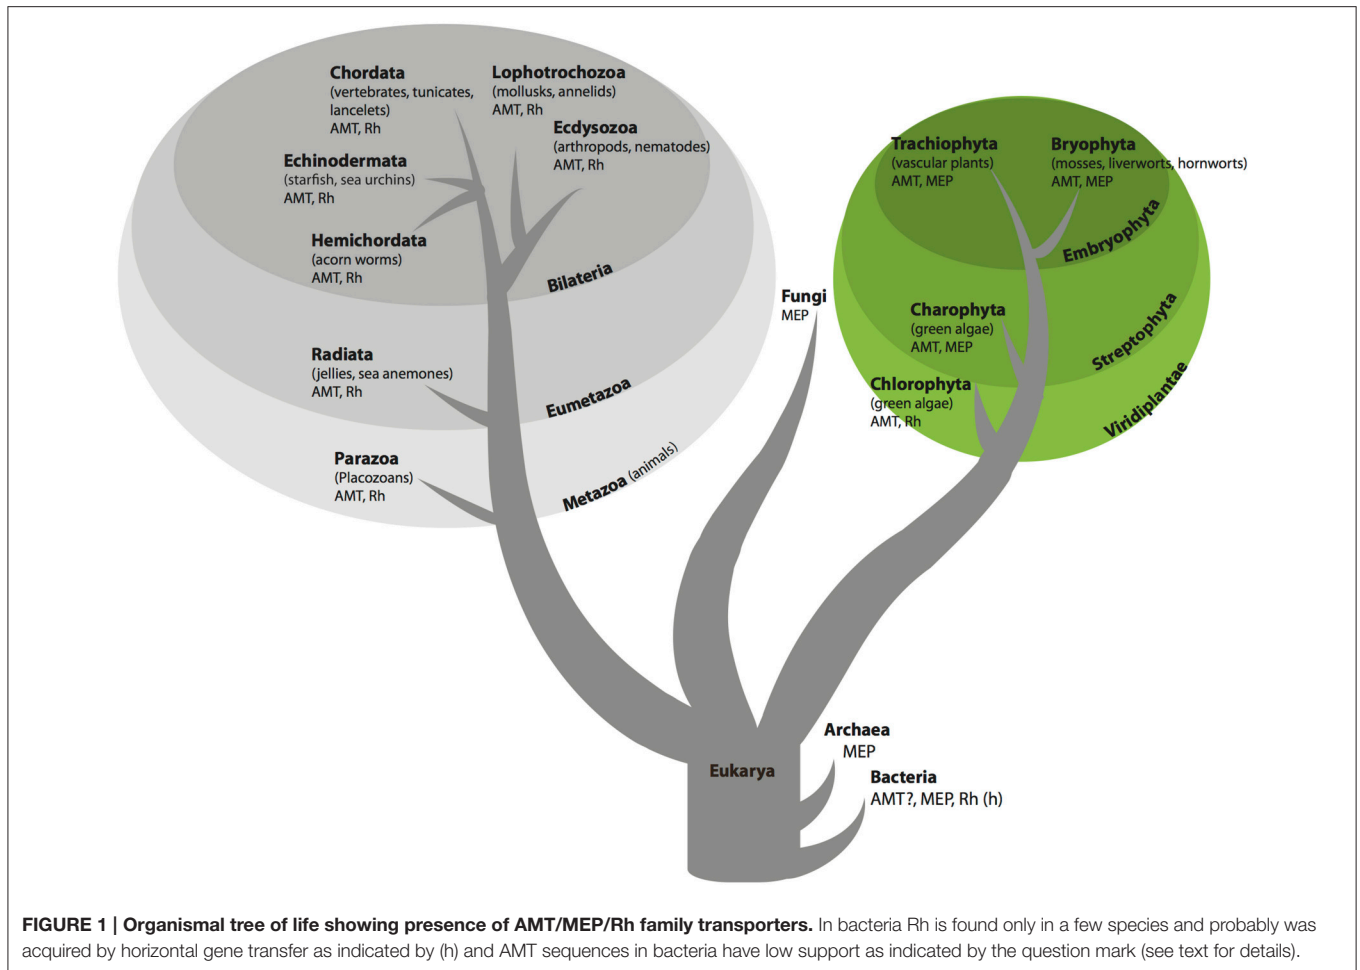 Chordata
(vertebrates, tunicates,
lancelets)
AMT, Rh
Lophotrochozoa
(mollusks, annelids)
AMT, Rh
Ecdysozoa
(arthropods, nematodes)
AMT, Rh
Echinodermata
(starfish, sea urchins)
AMT, Rh
Hemichordata
(acorn worms)
AMT, Rh
Bilateria
Radiata
(jellies, sea anemones)
AMT, Rh
Eumetazoa
Parazoa
(Placozoans)
AMT, Rh
Metazoa (animals)
Fungi
MEP
Trachiophyta
(vascular plants)
AMT, MEP
Bryophyta
(mosses, liverworts, hornworts)
AMT, MEP
Embryophyta
Charophyta
(green algae)
AMT, MEP
Streptophyta
Chlorophyta
(green algae)
AMT, Rh
Viridiplantae
Archaea
MEP
Eukarya
Bacteria
AMT?, MEP, Rh (h)
FIGURE 1 | Organismal tree of life showing presence of AMT/MEP/Rh family transporters. In bacteria Rh is found only in a few species and probably was
acquired by horizontal gene transfer as indicated by (h) and AMT sequences in bacteria have low support as indicated by the question mark (see text for details).